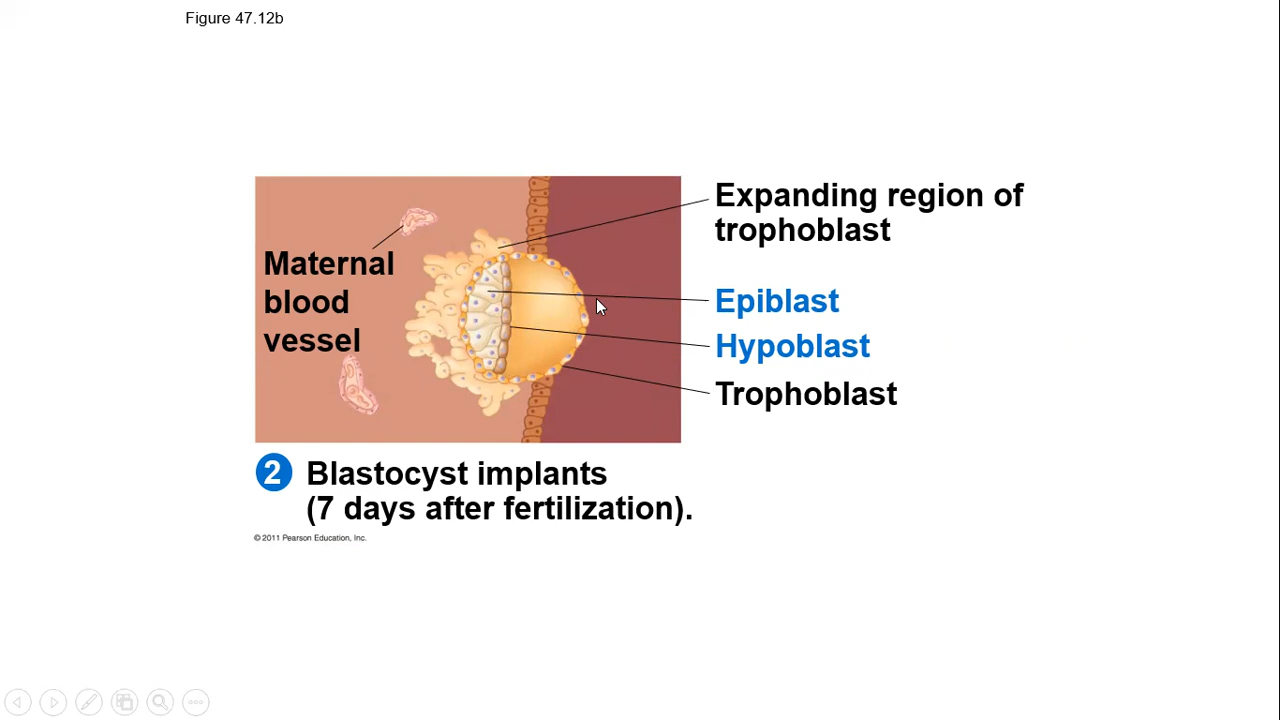 Figure 47.12b
Expanding region of
trophoblast
Maternal
blood
vessel
Epiblast
Hypoblast
Trophoblast
2 Blastocyst implants
(7 days after fertilization).
© 2011 Pearson Education, Inc.